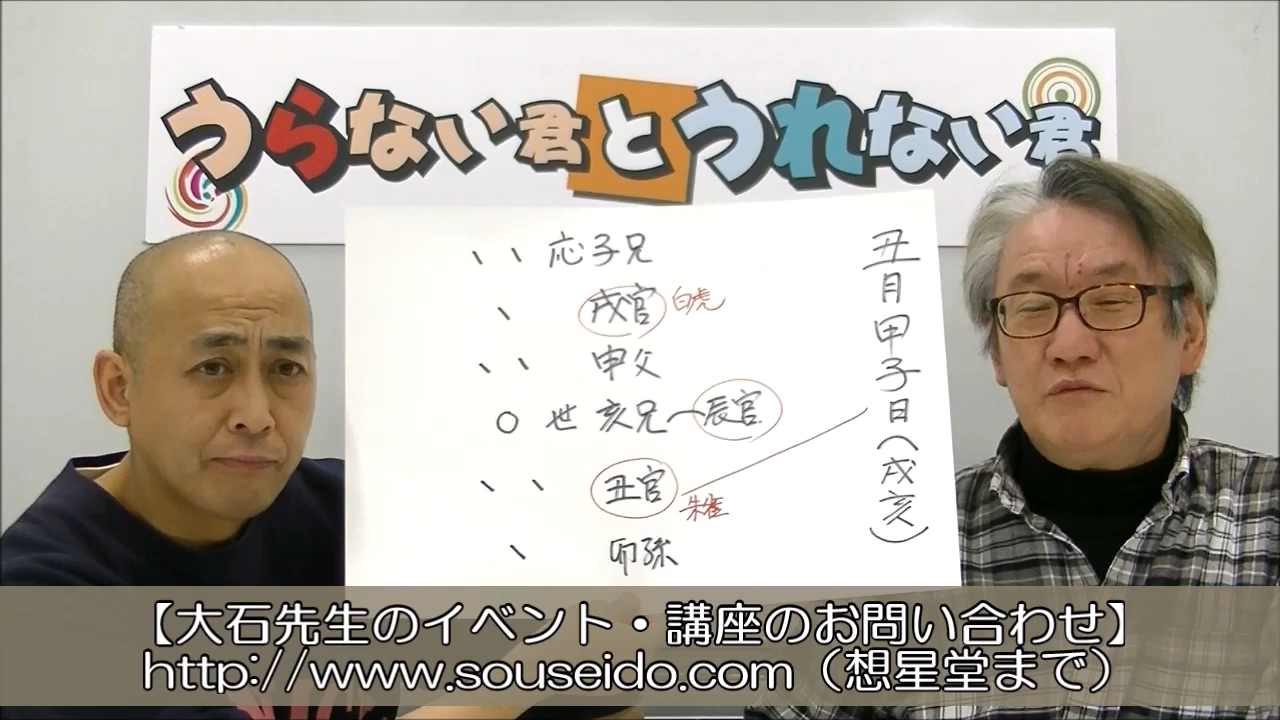 うらない君とうれない君
丑月甲子日(戌亥)
、、 応子兄
、 戌官 白虎
、、 申父
○ 世 亥兄 辰官
、、 丑官 朱雀
、 卯孫
【大石先生のイベント・講座のお問い合わせ】
http://www.souseido.com(想星堂まで)